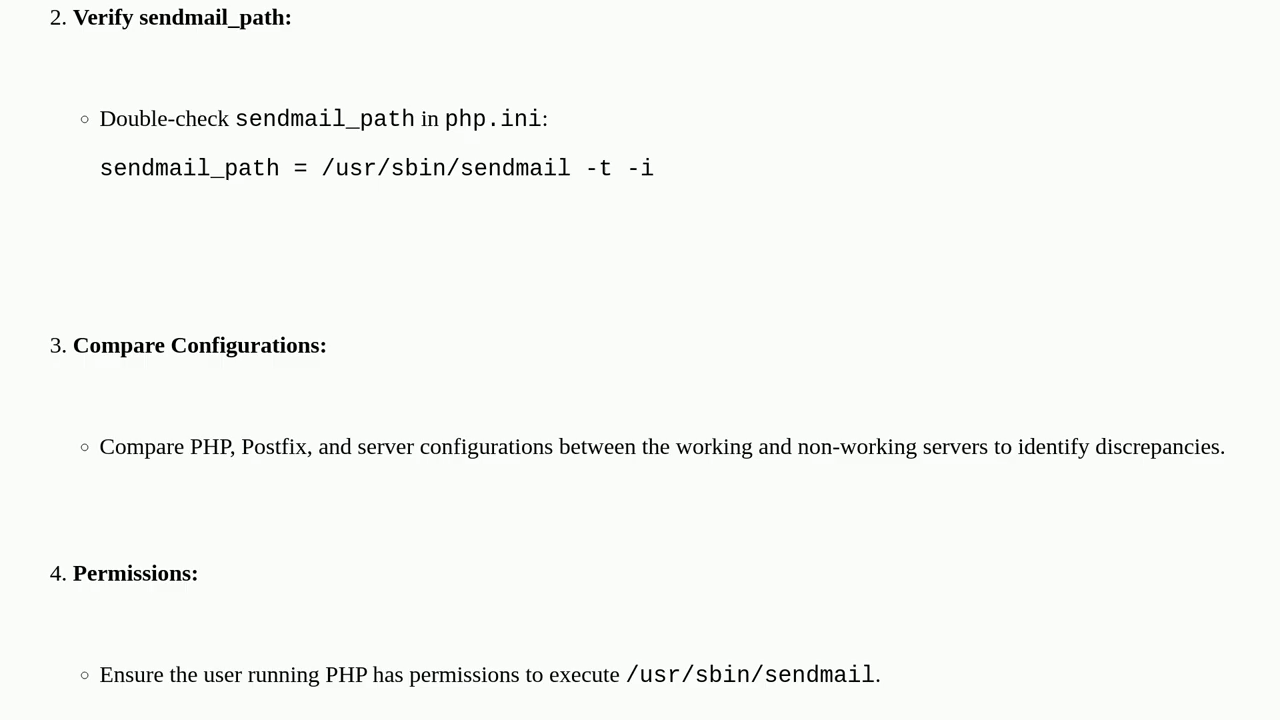 2. Verify sendmail_path:
○ Double-check sendmail_path in php.ini:
sendmail_path = /usr/sbin/sendmail -t -i
3. Compare Configurations:
○ Compare PHP, Postfix, and server configurations between the working and non-working servers to identify discrepancies.
4. Permissions:
○ Ensure the user running PHP has permissions to execute /usr/sbin/sendmail.